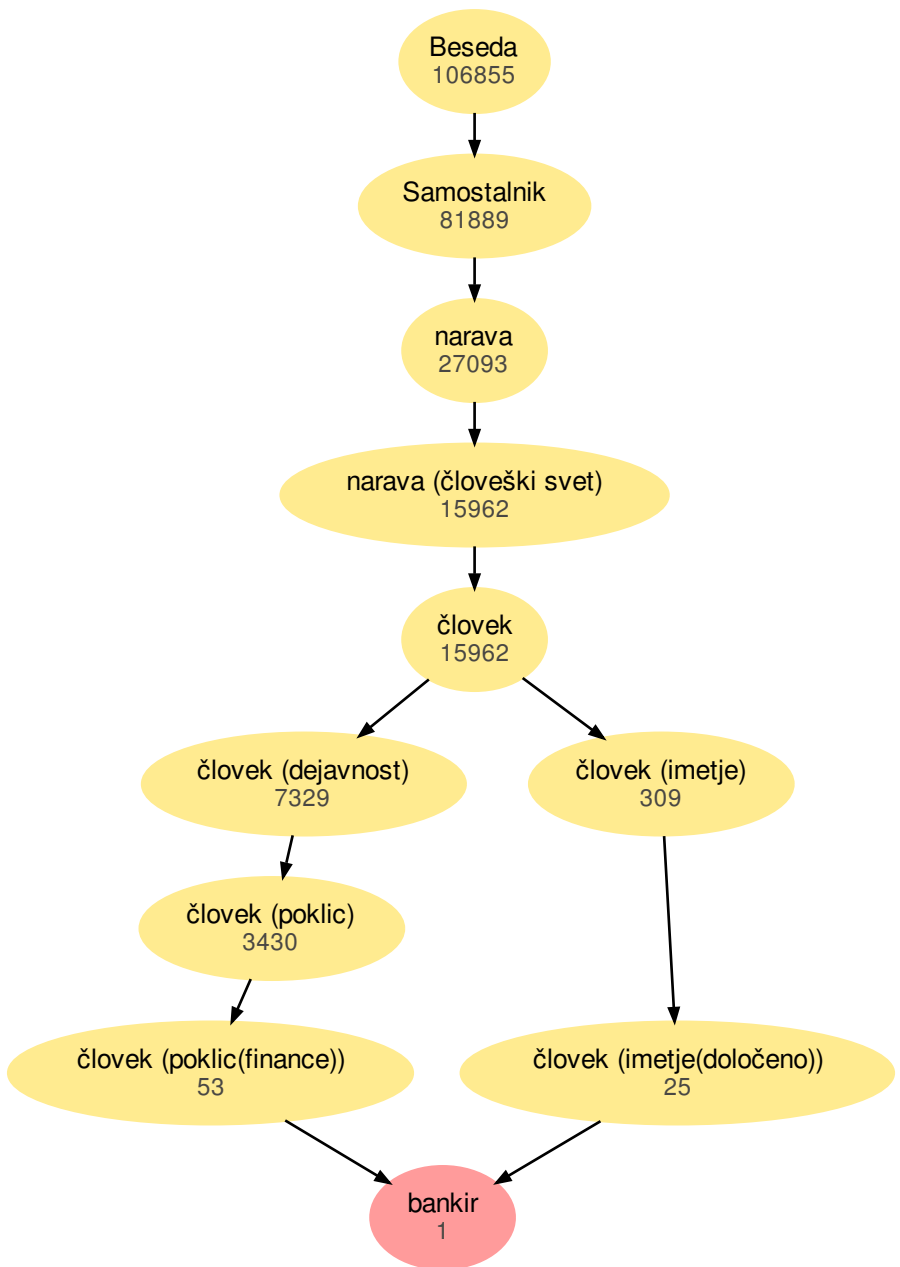 Beseda
106855
Samostalnik
81889
narava
27093
narava (človeški svet)
15962
človek
15962
človek (dejavnost)
7329
človek (imetje)
309
človek (poklic)
3430
človek (poklic(finance))
53
človek (imetje(določeno))
25
bankir
1